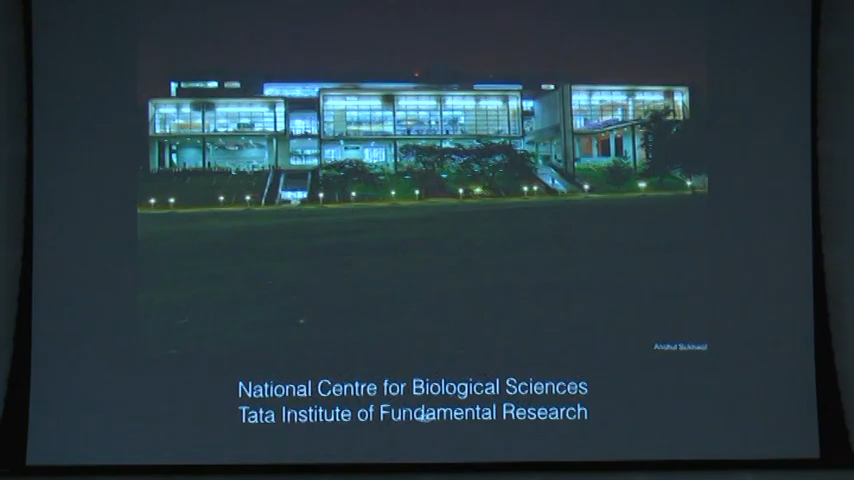 National Centre for Biological Sciences
Tata Institute of Fundamental Research